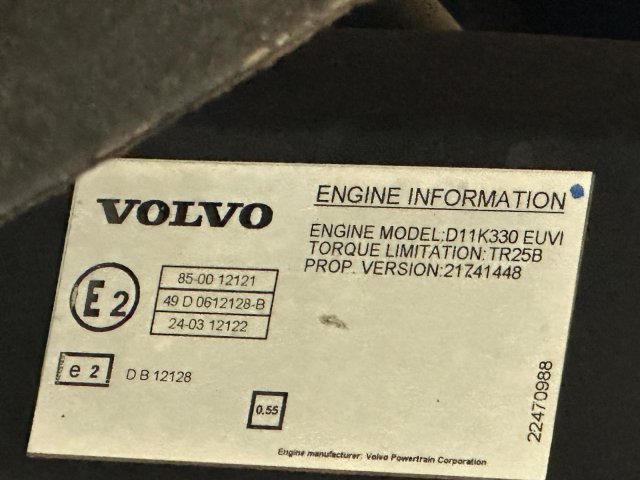 VOLVO
ENGINE INFORMATION
ENGINE MODEL:D11K330 EUVI
TORQUE LIMITATION:TR25B
PROP. VERSION:21741448
E2
85-00 12121
49 D 0612128-B
24-03 12122
e 2
D B 12128
0.55
22470988
Engine manufacturer: Volvo Powertrain Corporation